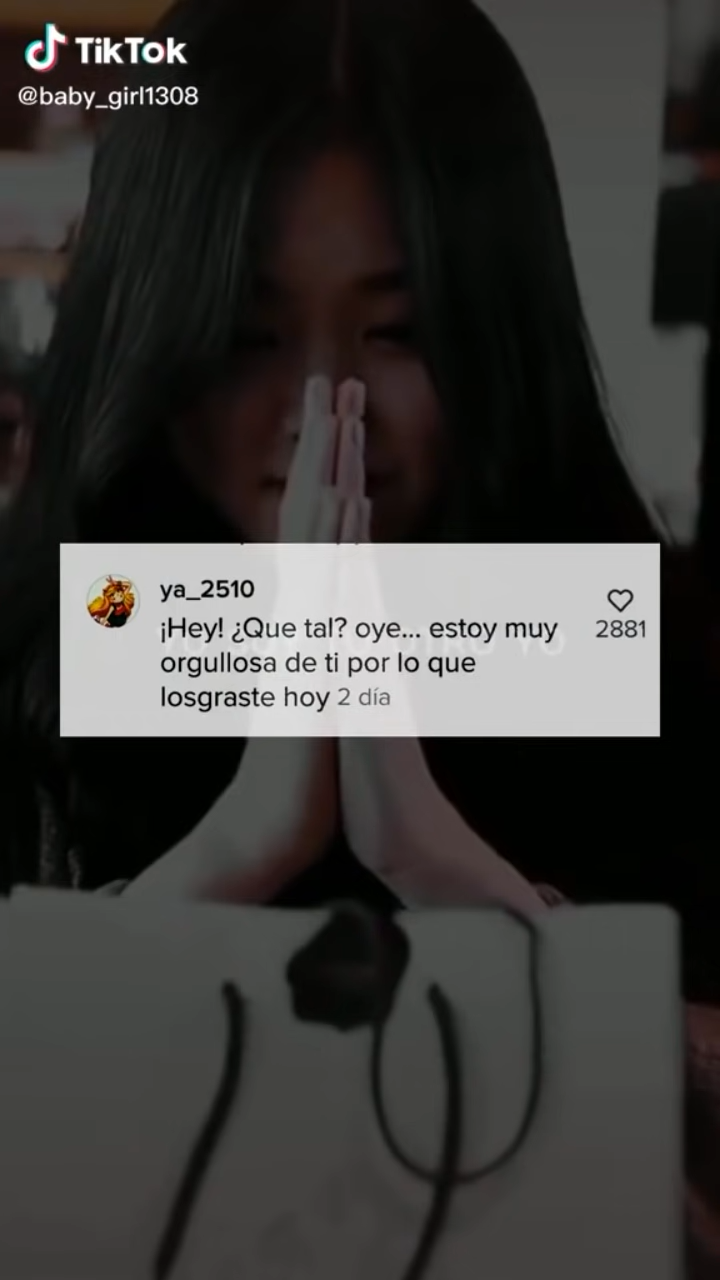 TikTok
@baby_girl1308
ya_2510
¡Hey! ¿Que tal? oye... estoy muy
orgullosa de ti por lo que
losgraste hoy 2 día
2881